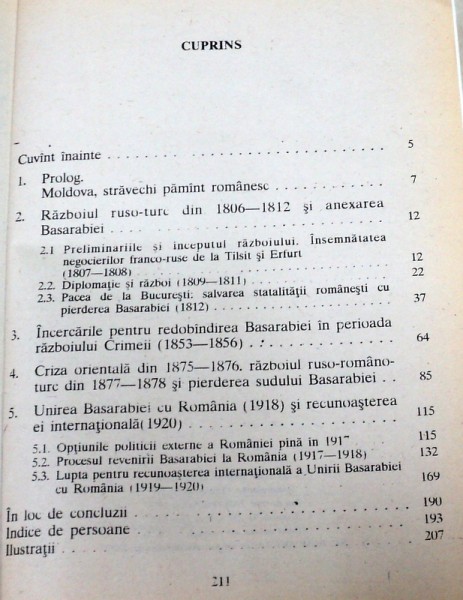 CUPRINS
Cuvînt înainte . . . . . . . . . . . . . . . . . . . . . 5
1. Prolog.
Moldova, străvechi pămînt românesc . . . . . . . . . . . 7
2. Războiul ruso-turc din 1806—1812 şi anexarea
Basarabiei . . . . . . . . . . . . . . . . . . . . . 12
2.1 Preliminariile şi începutul războiului. Însemnătatea
negocierilor franco-ruse de la Tilsit şi Erfurt
(1807—1808) . . . . . . . . . . . . . . . . . . . . 12
2.2. Diplomaţie şi război (1809—1811) . . . . . . . . . . 22
2.3. Pacea de la Bucureşti: salvarea statalităţii româneşti cu
pierderea Basarabiei (1812) . . . . . . . . . . . . . 37
3. Încercările pentru redobîndirea Basarabiei în perioada
războiului Crimeii (1853—1856) . . . . . . . . . . . . 64
4. Criza orientală din 1875—1876. războiul ruso-româno-
turc din 1877—1878 şi pierderea sudului Basarabiei . . 85
5. Unirea Basarabiei cu România (1918) şi recunoaşterea
ei internaţională (1920) . . . . . . . . . . . . . . . 115
5.1. Opţiunile politicii externe a României pînă în 191 115
5.2. Procesul revenirii Basarabiei la România (1917—1918) 132
5.3. Lupta pentru recunoaşterea internaţională a Unirii Basarabiei
cu România (1919—1920) . . . . . . . . . . . . . . 169
În loc de concluzii . . . . . . . . . . . . . . . . . . 190
Indice de persoane . . . . . . . . . . . . . . . . . . 193
Ilustraţii . . . . . . . . . . . . . . . . . . . . . . 207
211